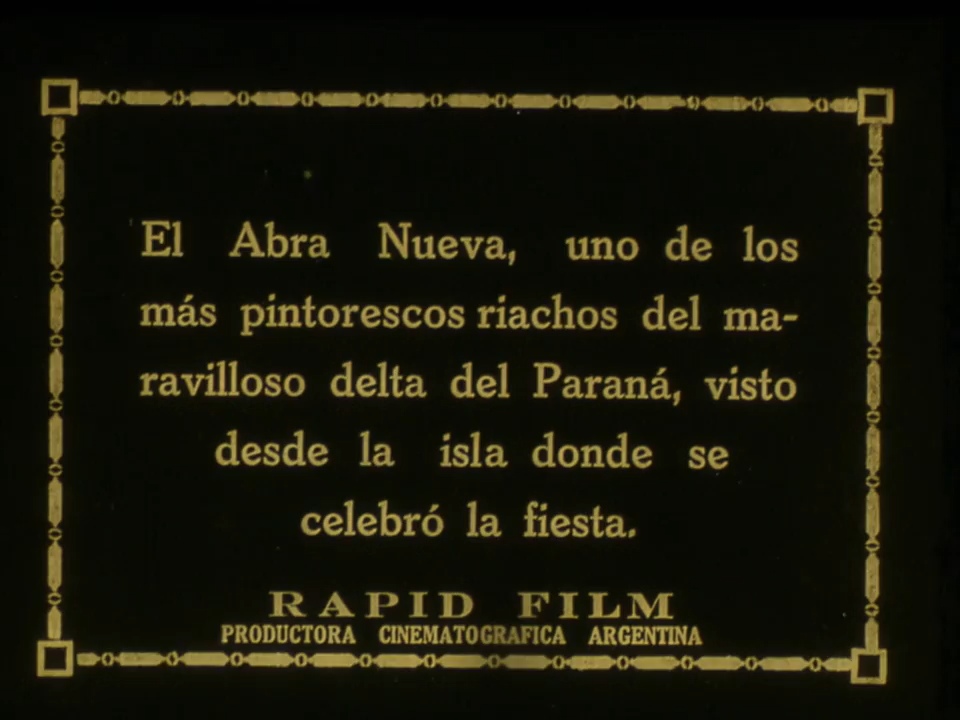 El Abra Nueva, uno de los
más pintorescos riachos del ma-
ravilloso delta del Paraná, visto
desde la isla donde se
celebró la fiesta.
RAPID FILM
PRODUCTORA CINEMATOGRAFICA ARGENTINA